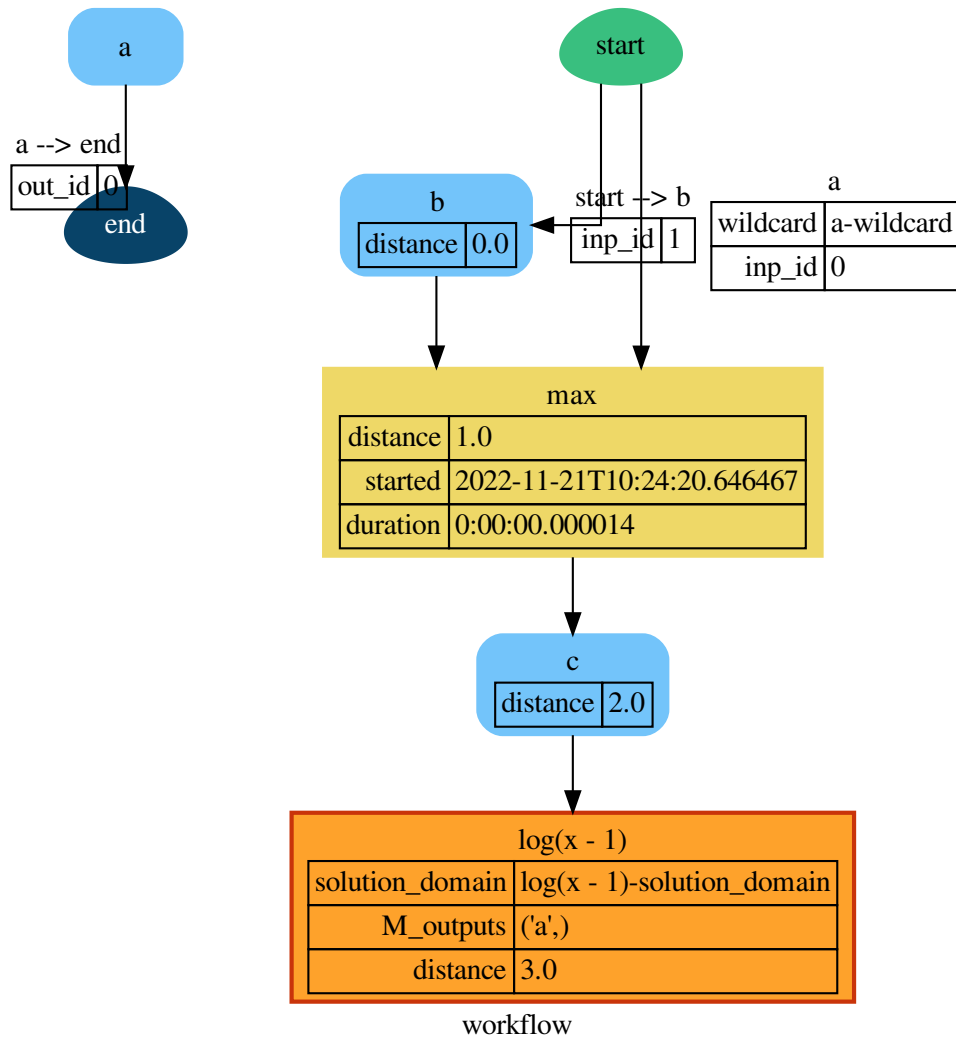 a
start
a --> end
out_id 0
end
b
distance 0.0
start --> b
inp_id 1
a
wildcard a-wildcard
inp_id 0
max
distance 1.0
started 2022-11-21T10:24:20.646467
duration 0:00:00.000014
c
distance 2.0
log(x - 1)
solution_domain log(x - 1)-solution_domain
M_outputs ('a',)
distance 3.0
workflow